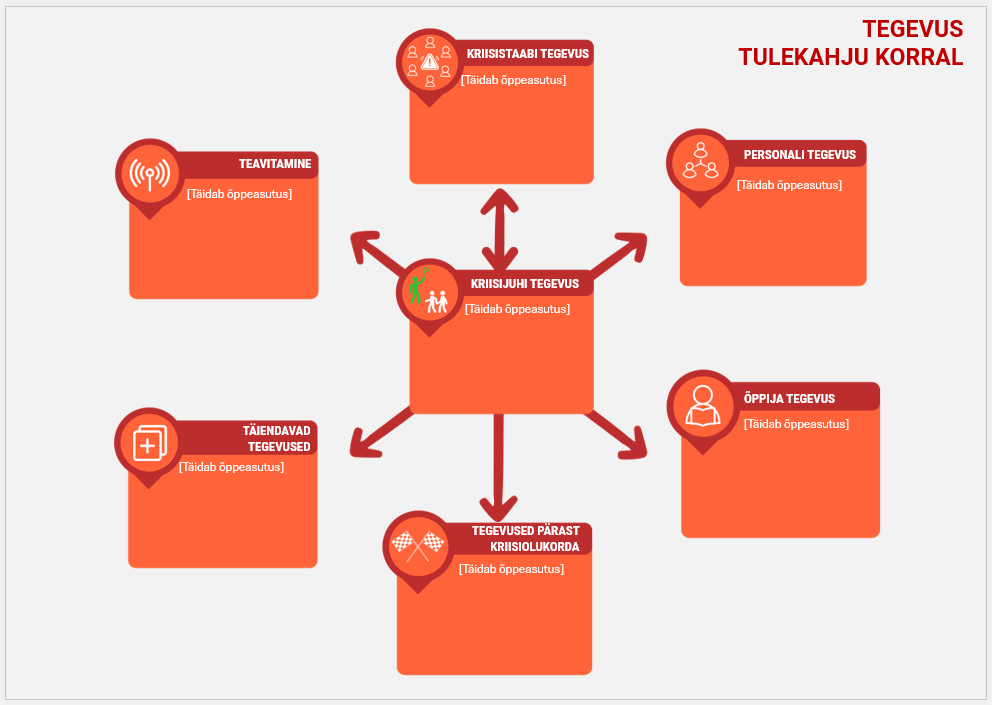 TEGEVUS
TULEKAHJU KORRAL
KRIISISTAABI TEGEVUS
[Täidab õppeasutus]
TEAVITAMINE
[Täidab õppeasutus]
PERSONALI TEGEVUS
[Täidab õppeasutus]
KRIISIJUHI TEGEVUS
[Täidab õppeasutus]
TÄIENDAVAD
TEGEVUSED
[Täidab õppeasutus]
ÕPPIJA TEGEVUS
[Täidab õppeasutus]
TEGEVUSED PÄRAST
KRIISIOLUKORDA
[Täidab õppeasutus]